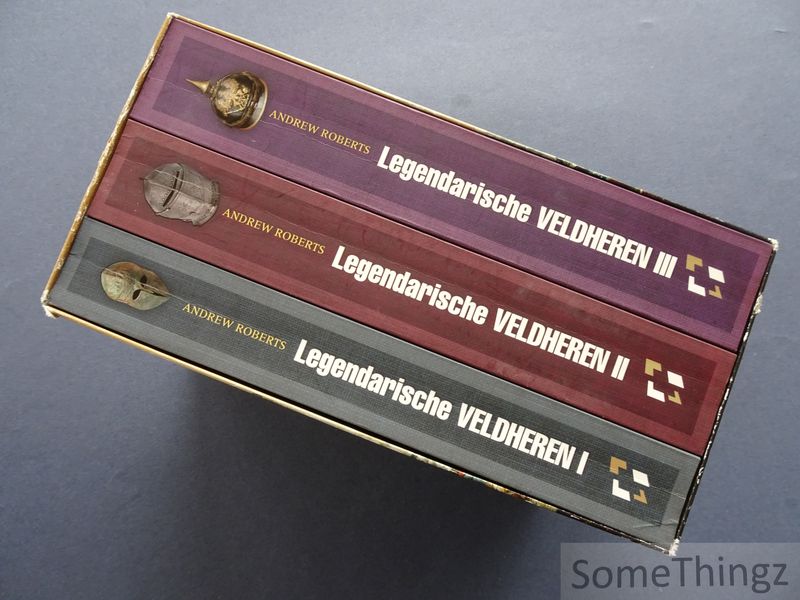 ANDREW ROBERTS Legendarische VELDHEREN III
ANDREW ROBERTS Legendarische VELDHEREN II
ANDREW ROBERTS Legendarische VELDHEREN I
SomeThingz